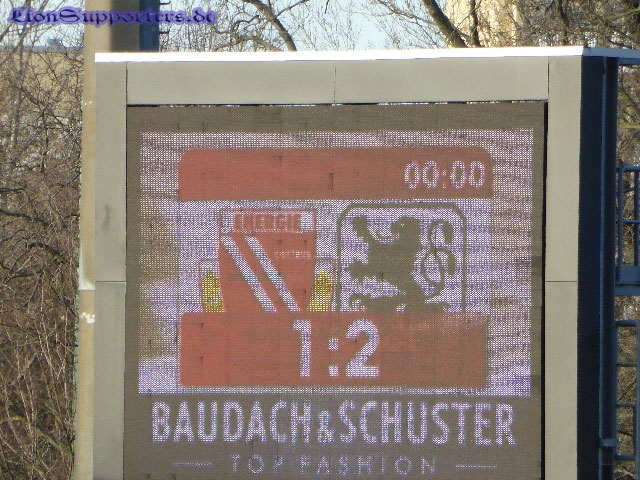 LionSupporters.de
00:00
ENERGIE
1:2
BAUDACH&SCHUSTER
TOP FASHION